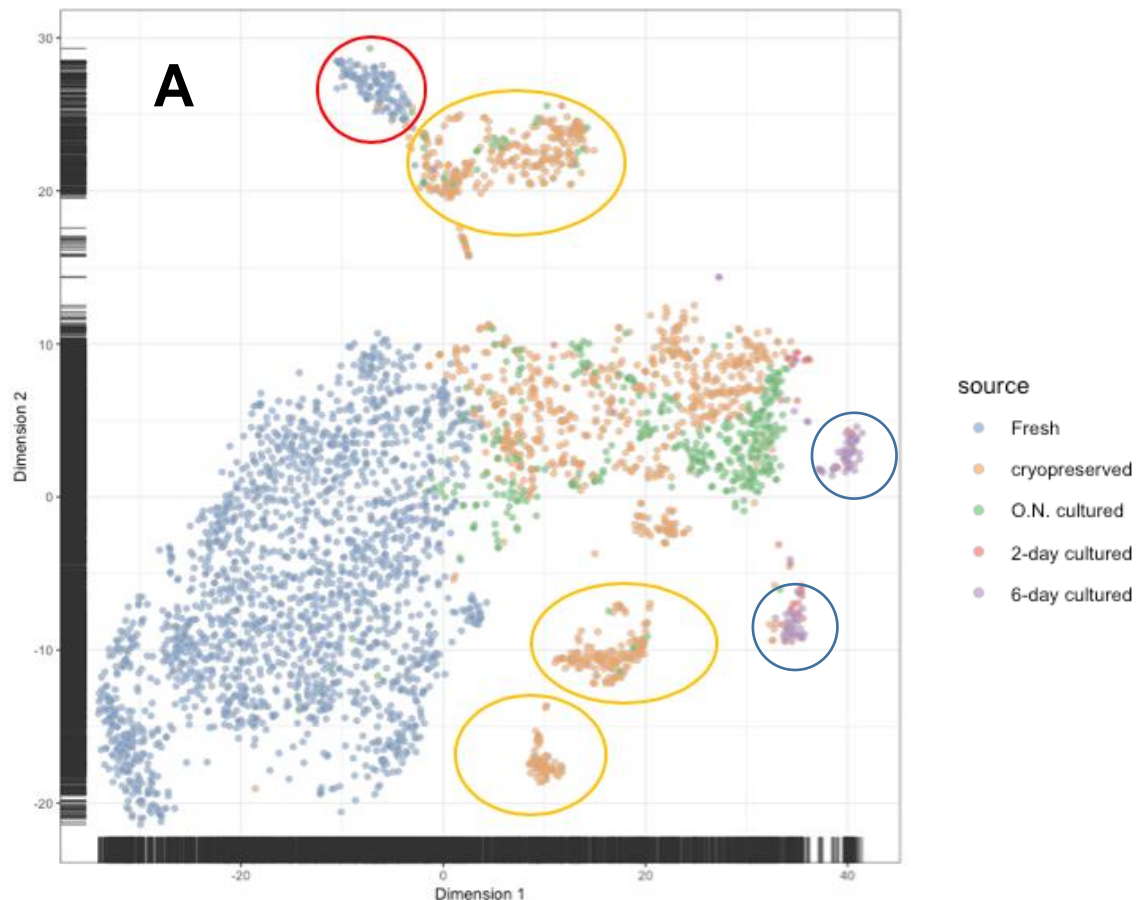 A
30
20
10
0
-10
-20
Dimension 2
-20
0
20
40
Dimension 1
source
Fresh
cryopreserved
O.N. cultured
2-day cultured
6-day cultured